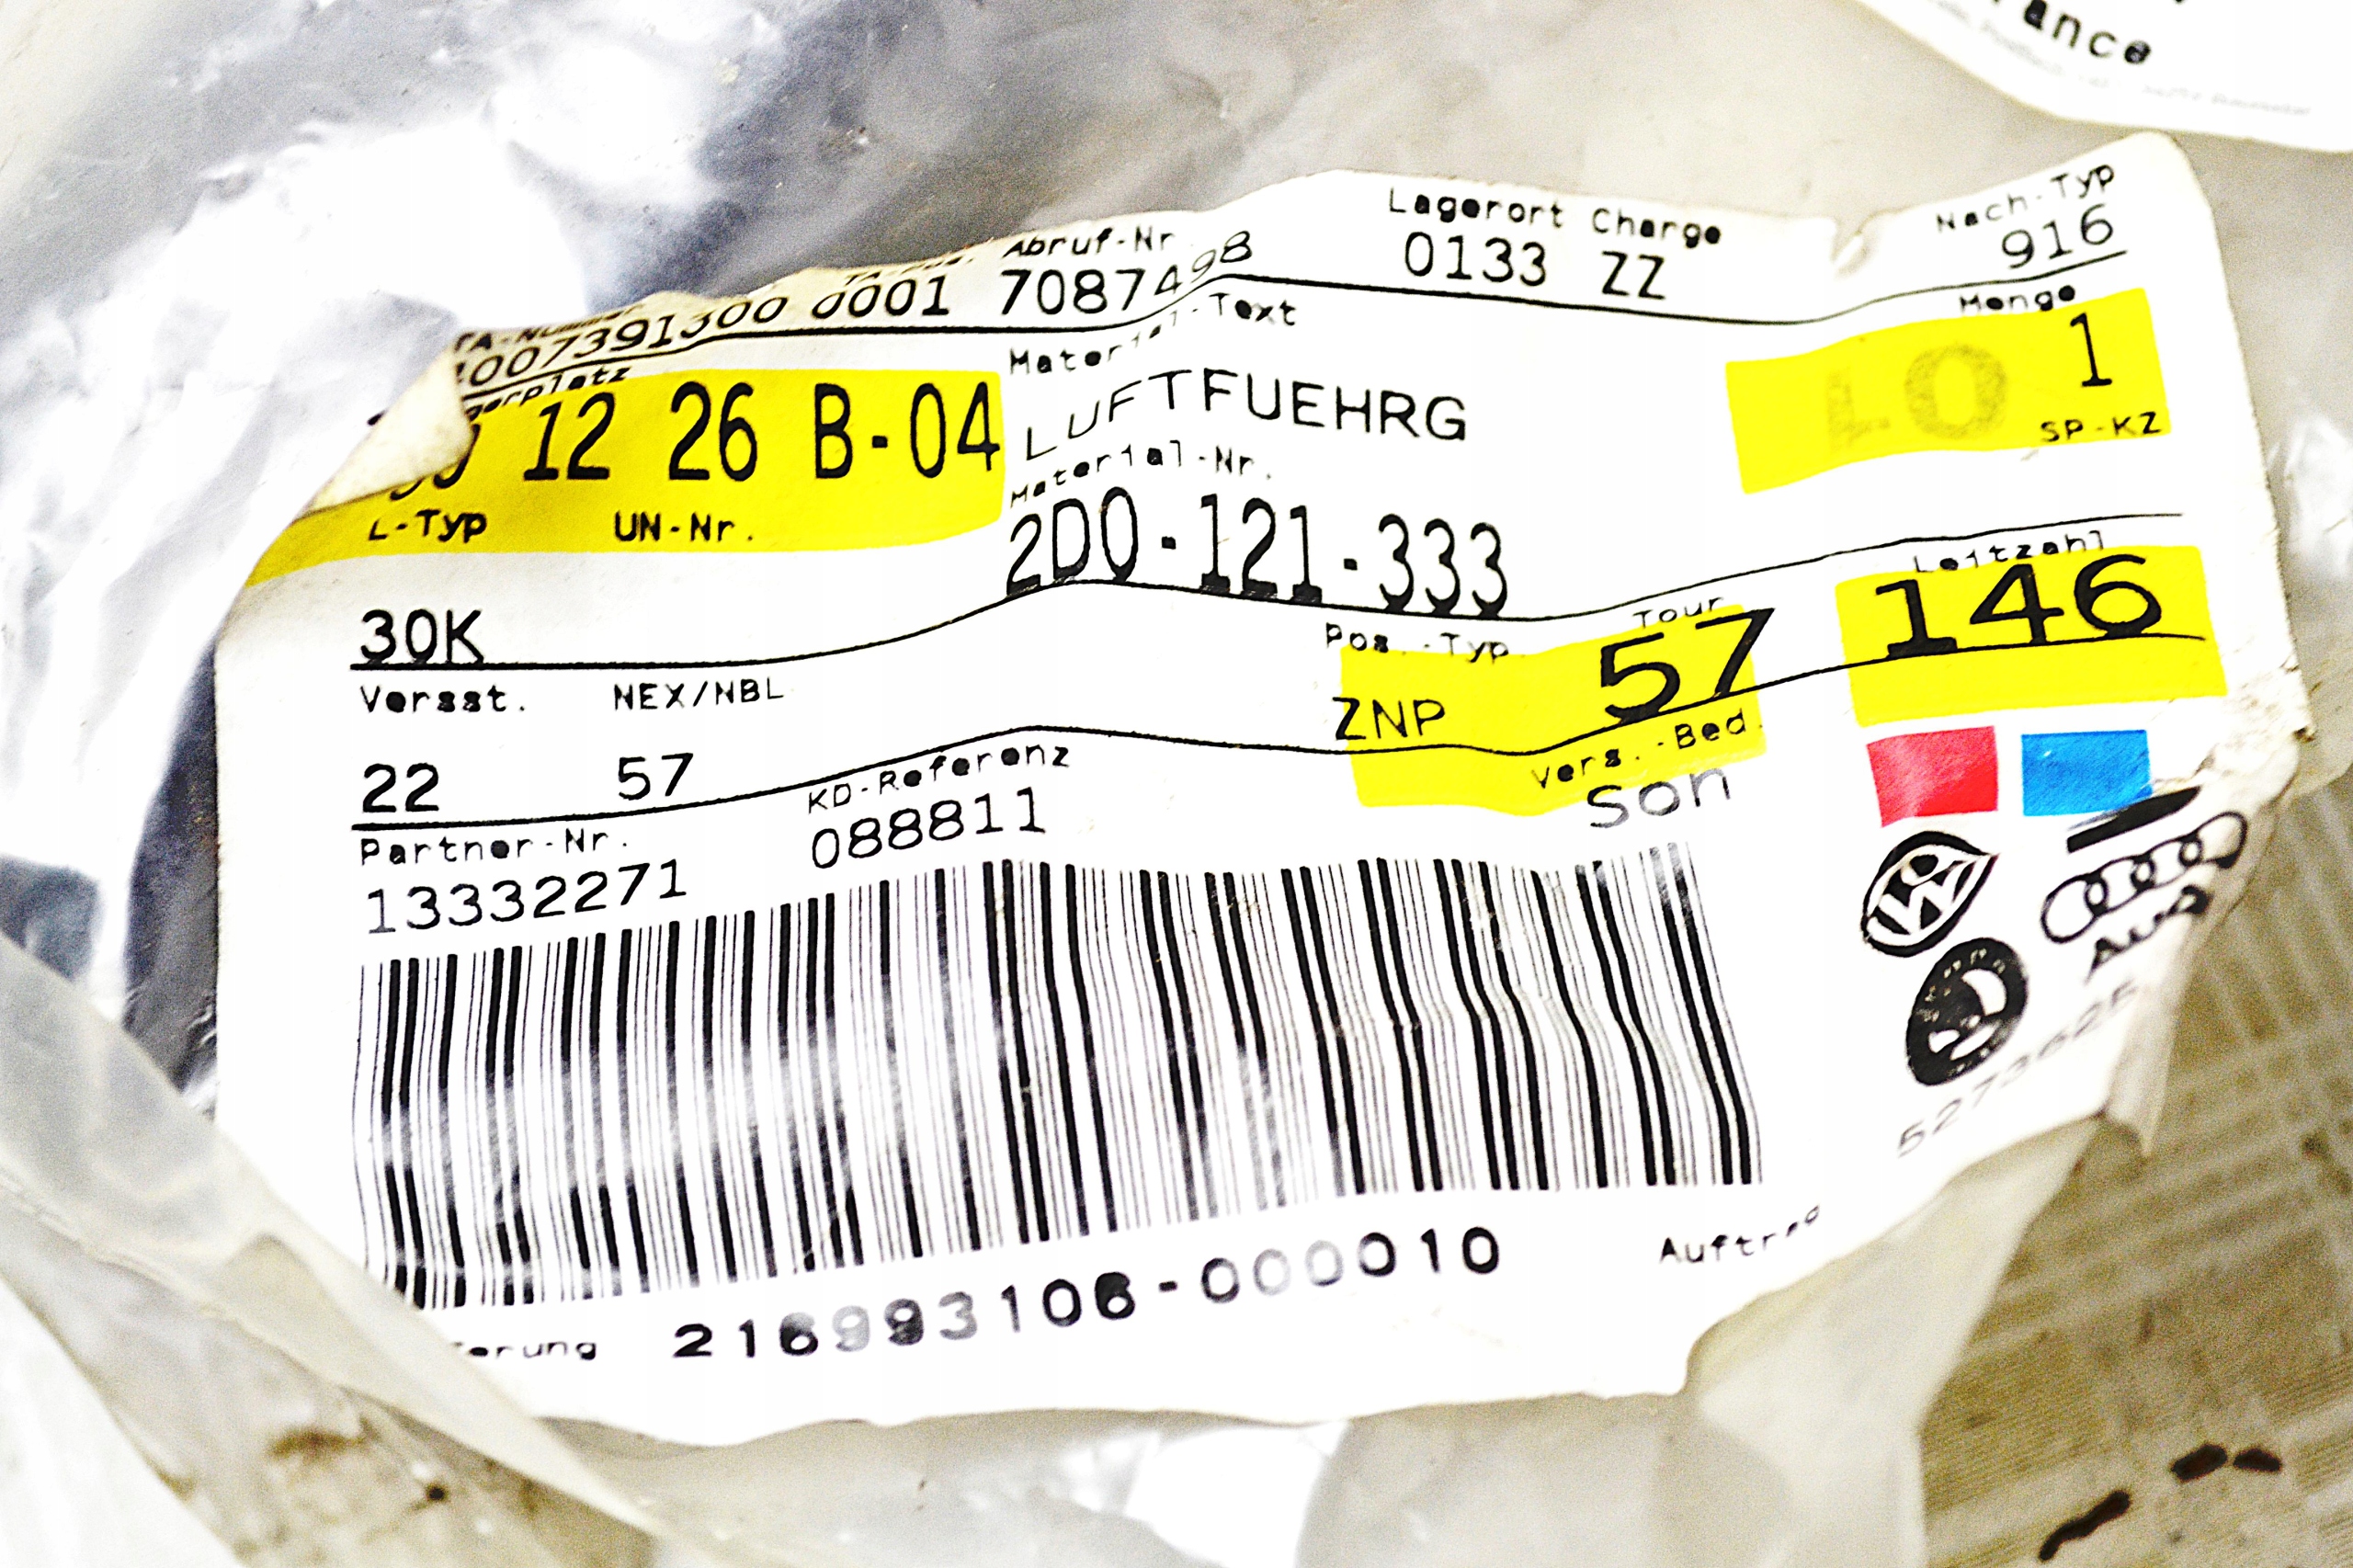 ance
Abruf-Nr Lagerort Charge Nach-Typ
007391300 0001 7087498 0133 ZZ 916
Material-Text Menge
12 26 B-04 LUFTFUEHRG 1
SP-KZ
L-Typ UN-Nr. Material-Nr.
2D0-121-333
30K Pos.-Typ Tour Leitzahl
ZNP 57 146
Versst. NEX/NBL Vers.-Bed.
22 57 Son
Partner-Nr. KD-Referenz
13332271 088811
Audi
216993106-000010